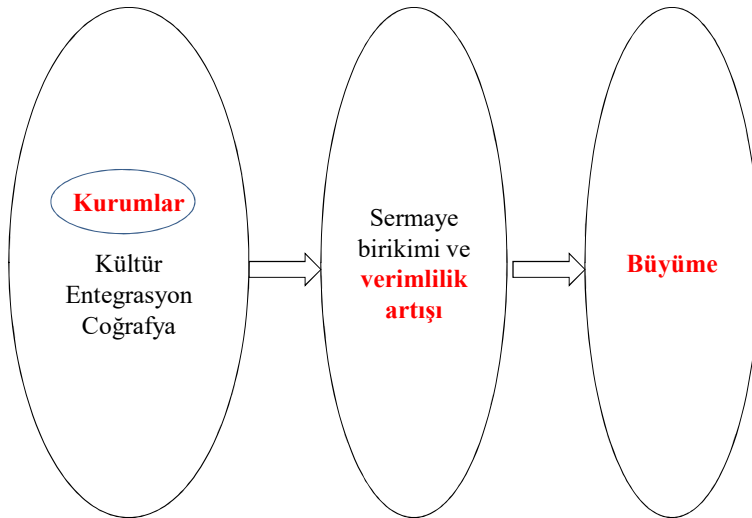 Kurumlar
Kültür
Entegrasyon
Coğrafya
Sermaye
birikimi ve
verimlilik
artışı
Büyüme